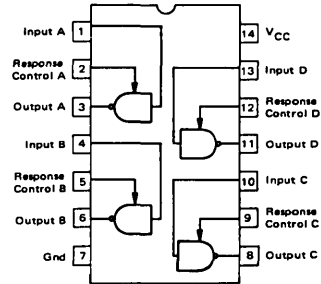 Input A 1
Response
Control A 2
Output A 3
Input B 4
Response
Control B 5
Output B 6
Gnd 7
14 VCC
13 Input D
12 Response
Control D
11 Output D
10 Input C
9 Response
Control C
8 Output C